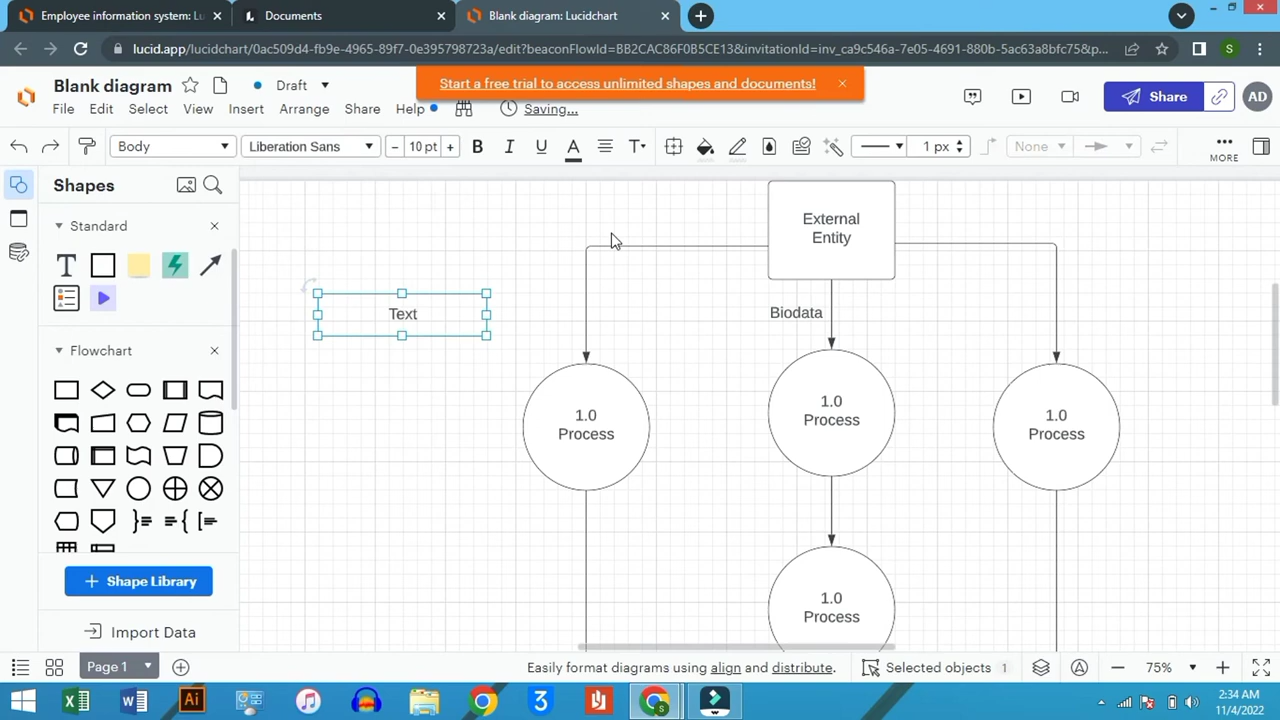 Employee information system: Lu
Documents
Blank diagram: Lucidchart
lucid.app/lucidchart/0ac509d4-fb9e-4965-89f7-0e395798723a/edit?beaconFlowId=BB2CAC86F0B5CE13&invitationId=inv_ca9c546a-7e05-4691-880b-5ac63a8bfc75&p...
S
Blank diagram
Draft
Start a free trial to access unlimited shapes and documents!
File
Edit
Select
View
Insert
Arrange
Share
Help
Saving...
Share
AD
Body
Liberation Sans
10 pt
B
I
U
A
T
1 px
None
MORE
Shapes
Standard
T
Flowchart
Shape Library
Import Data
External
Entity
Text
Biodata
1.0
Process
1.0
Process
1.0
Process
1.0
Process
Page 1
Easily format diagrams using align and distribute.
Selected objects 1
75%
2:34 AM
11/4/2022